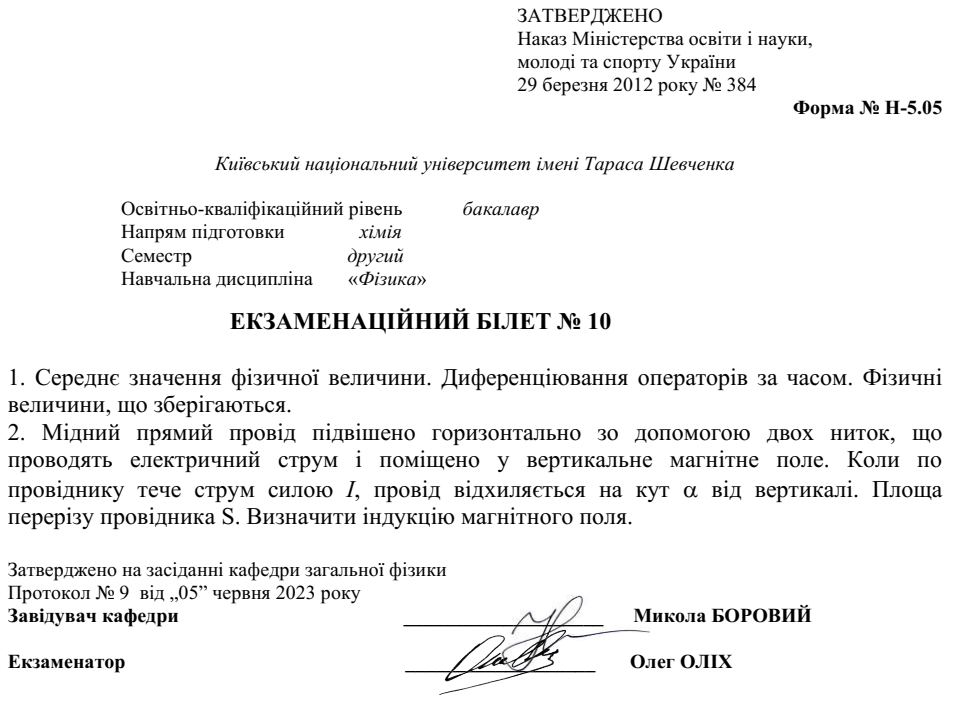 ЗАТВЕРДЖЕНО
Наказ Міністерства освіти і науки,
молоді та спорту України
29 березня 2012 року № 384
Форма № Н-5.05
Київський національний університет імені Тараса Шевченка
Освітньо-кваліфікаційний рівень бакалавр
Напрям підготовки хімія
Семестр другий
Навчальна дисципліна «Фізика»
ЕКЗАМЕНАЦІЙНИЙ БІЛЕТ № 10
1. Середнє значення фізичної величини. Диференціювання операторів за часом. Фізичні
величини, що зберігаються.
2. Мідний прямий провід підвішено горизонтально зо допомогою двох ниток, що
проводять електричний струм і поміщено у вертикальне магнітне поле. Коли по
провіднику тече струм силою I, провід відхиляється на кут α від вертикалі. Площа
перерізу провідника S. Визначити індукцію магнітного поля.
Затверджено на засіданні кафедри загальної фізики
Протокол № 9 від „05” червня 2023 року
Завідувач кафедри ____________________ Микола БОРОВИЙ
Екзаменатор ____________________ Олег ОЛІХ